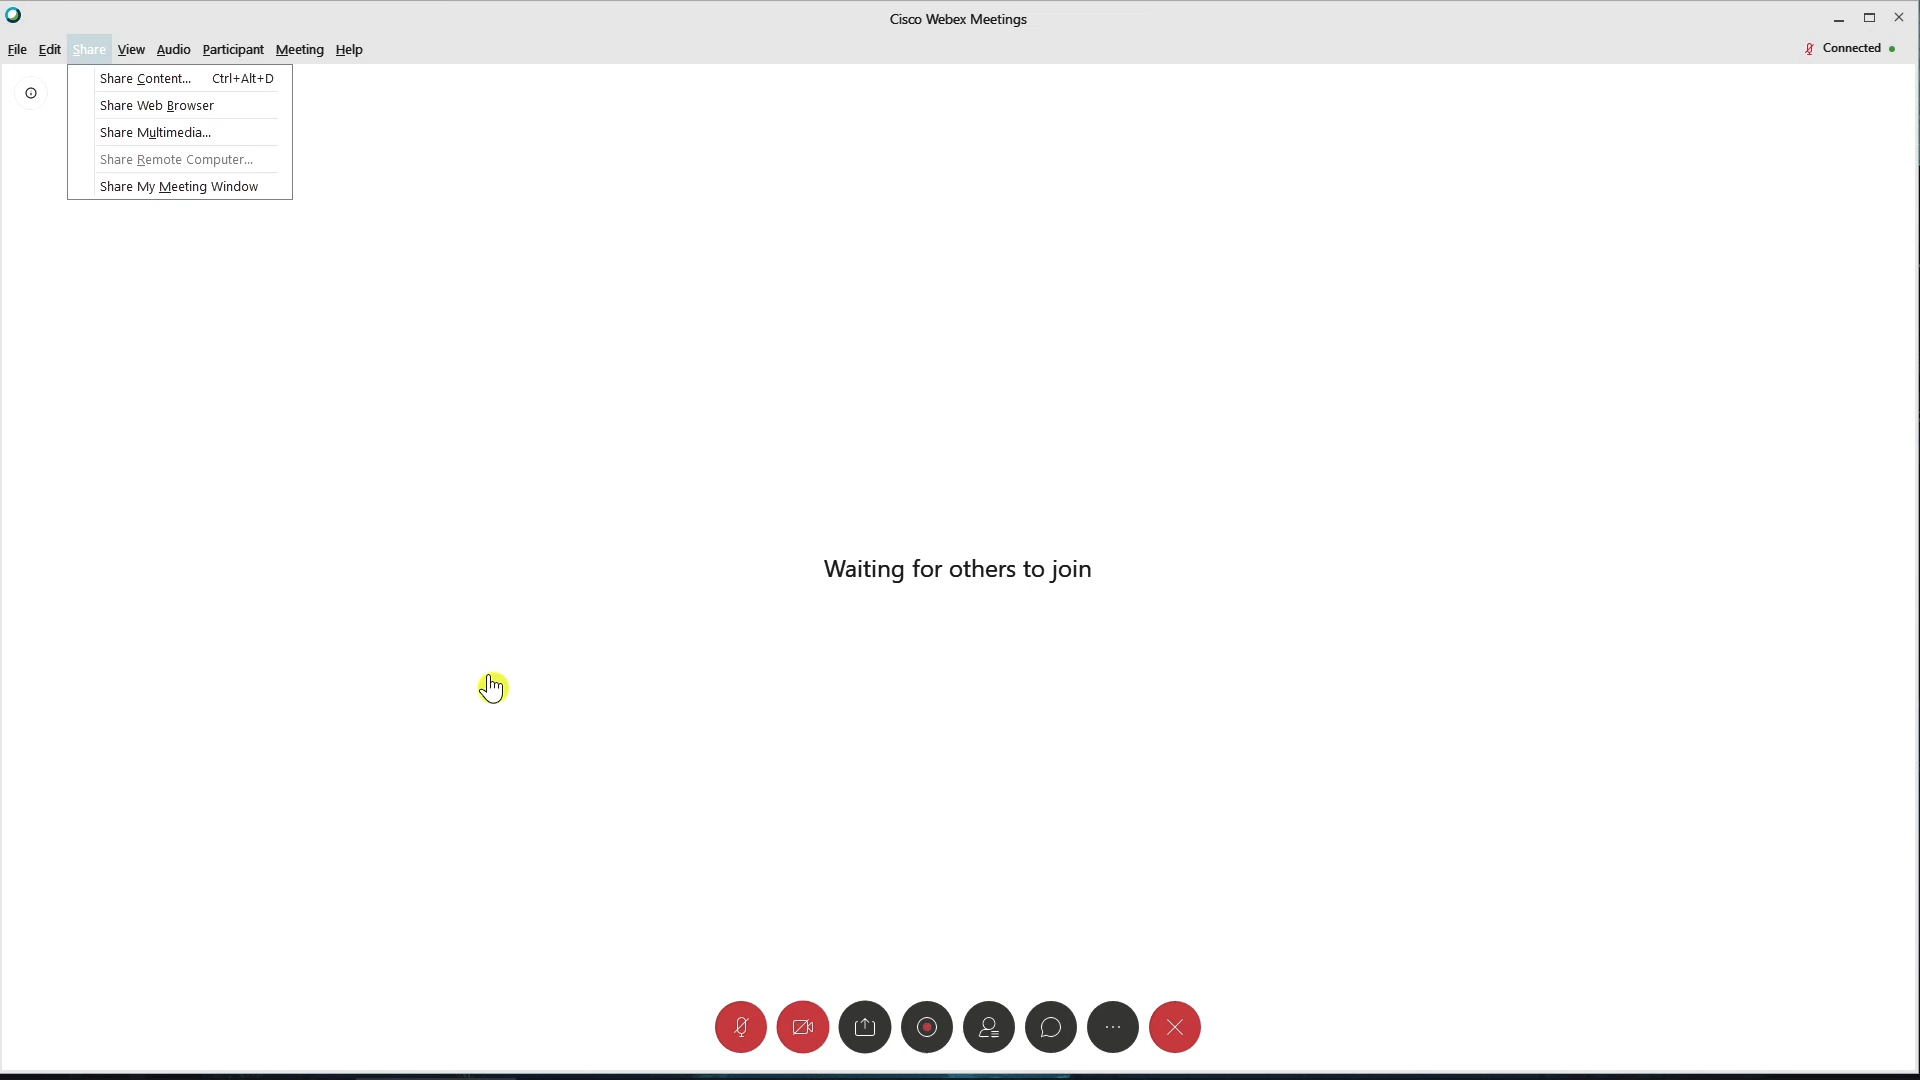 Cisco Webex Meetings
File Edit Share View Audio Participant Meeting Help
Connected
Share Content... Ctrl+Alt+D
Share Web Browser
Share Multimedia...
Share Remote Computer...
Share My Meeting Window
Waiting for others to join